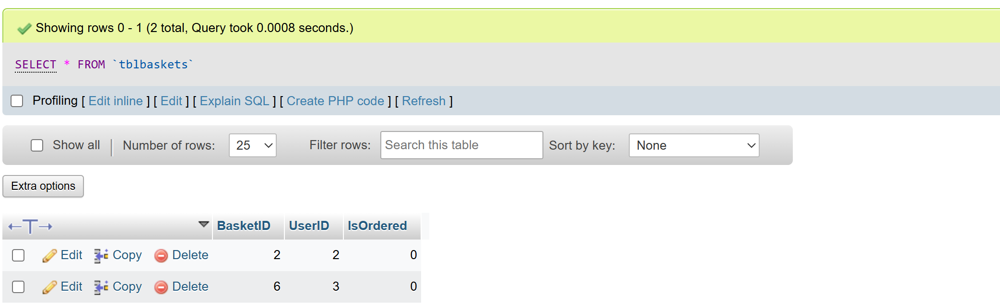 Showing rows 0 - 1 (2 total, Query took 0.0008 seconds.)
SELECT * FROM `tblbaskets`
Profiling [ Edit inline ] [ Edit ] [ Explain SQL ] [ Create PHP code ] [ Refresh ]
Show all Number of rows: 25 Filter rows: Search this table Sort by key: None
Extra options
BasketID UserID IsOrdered
Edit Copy Delete 2 2 0
Edit Copy Delete 6 3 0